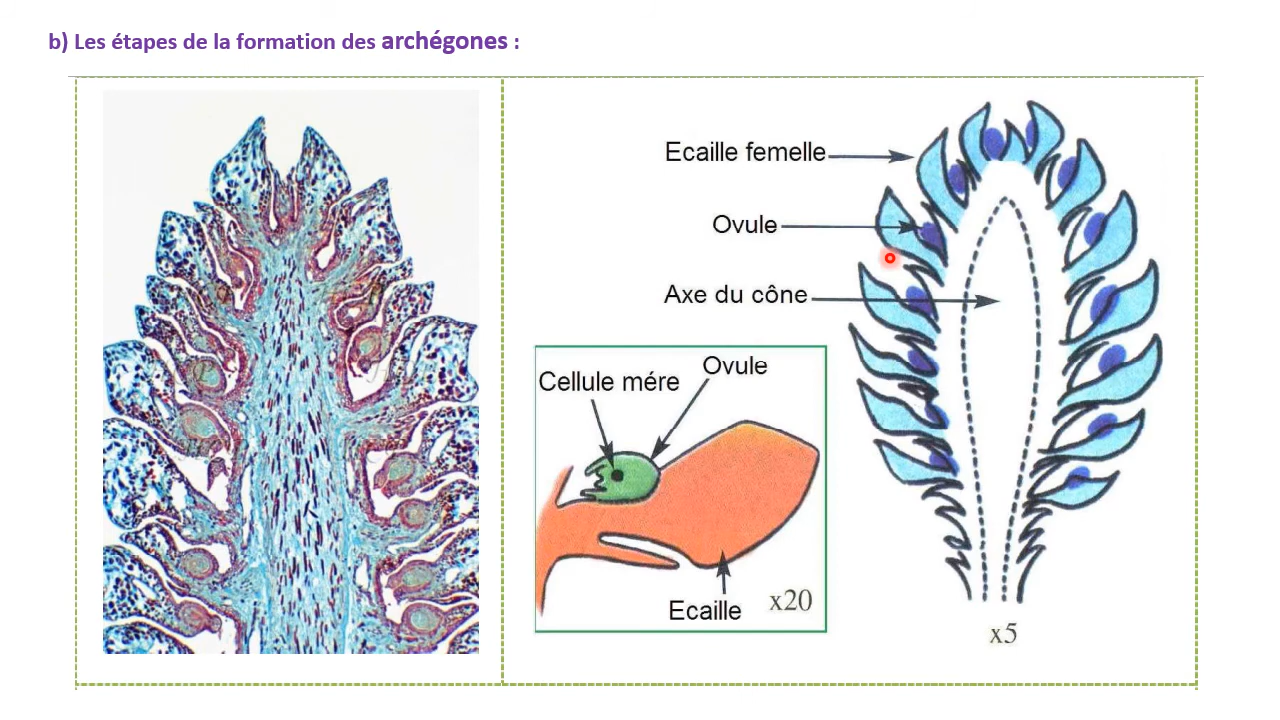 b) Les étapes de la formation des archégones :
Ecaille femelle
Ovule
Axe du cône
Cellule mére
Ovule
Ecaille
x20
x5